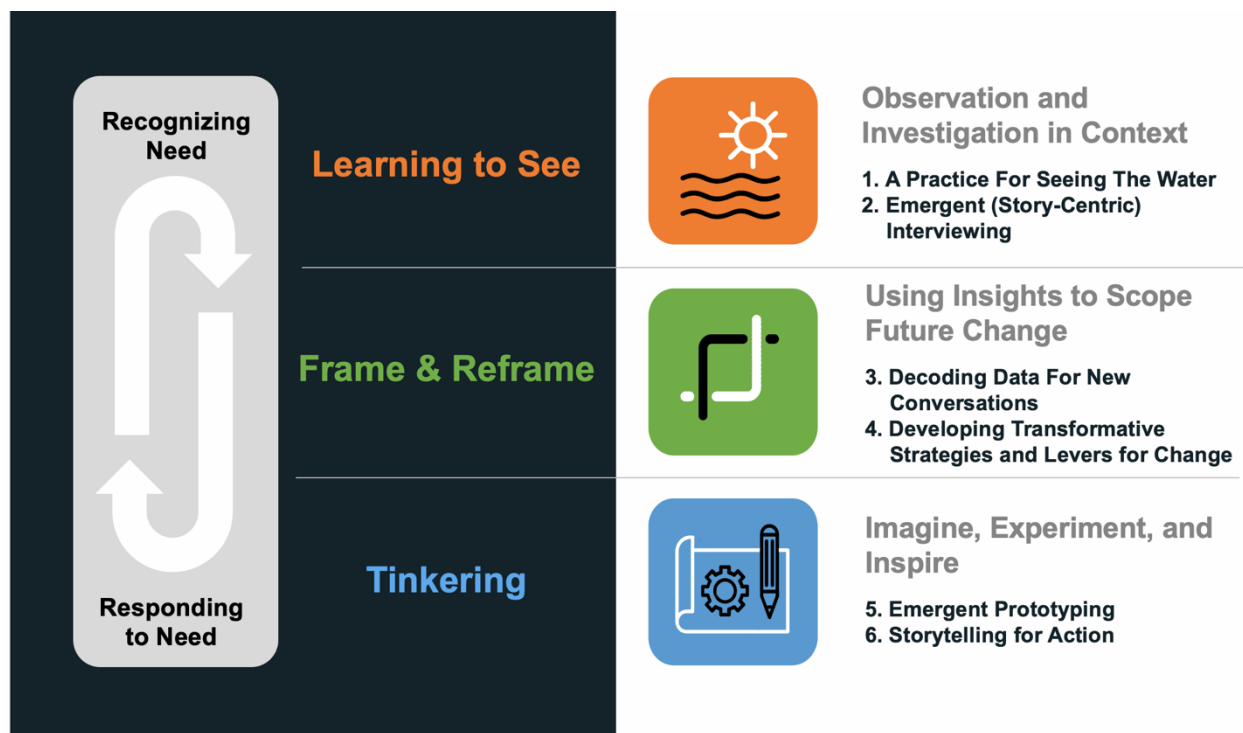 Recognizing
Need
Learning to See
Observation and
Investigation in Context
1. A Practice For Seeing The Water
2. Emergent (Story-Centric)
Interviewing
Frame & Reframe
Using Insights to Scope
Future Change
3. Decoding Data For New
Conversations
4. Developing Transformative
Strategies and Levers for Change
Responding
to Need
Tinkering
Imagine, Experiment, and
Inspire
5. Emergent Prototyping
6. Storytelling for Action